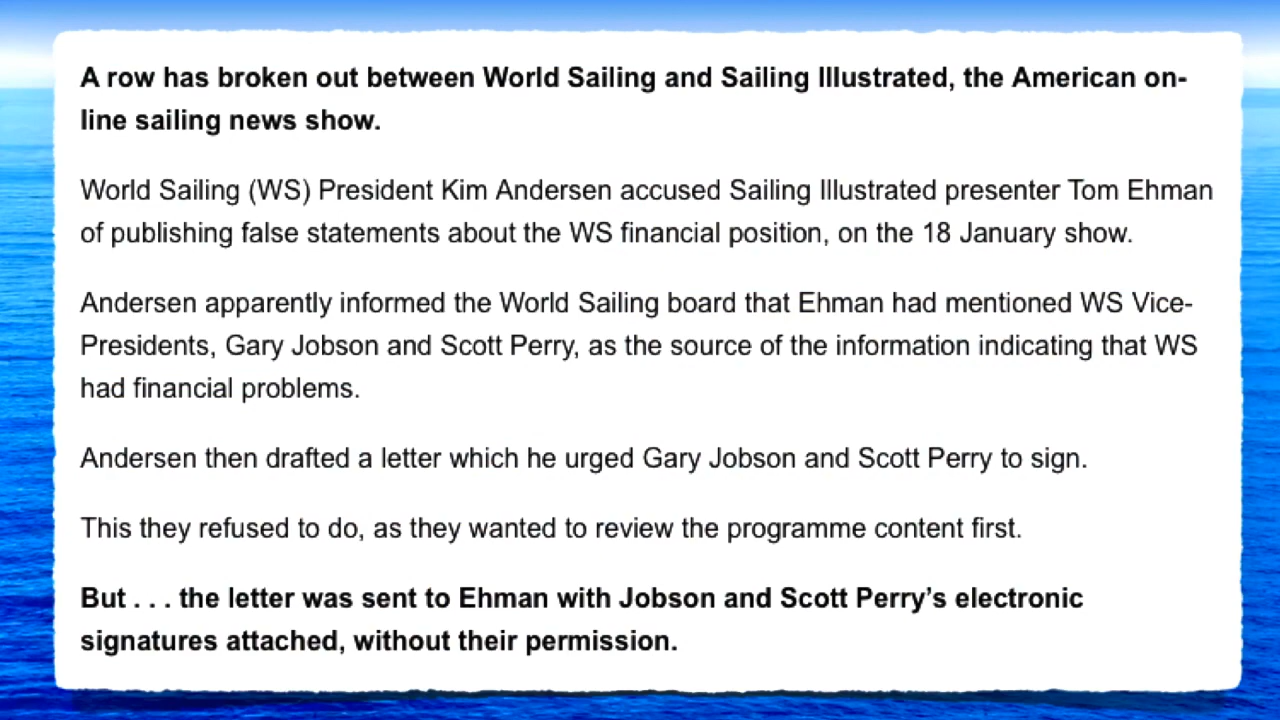 A row has broken out between World Sailing and Sailing Illustrated, the American on-
line sailing news show.
World Sailing (WS) President Kim Andersen accused Sailing Illustrated presenter Tom Ehman
of publishing false statements about the WS financial position, on the 18 January show.
Andersen apparently informed the World Sailing board that Ehman had mentioned WS Vice-
Presidents, Gary Jobson and Scott Perry, as the source of the information indicating that WS
had financial problems.
Andersen then drafted a letter which he urged Gary Jobson and Scott Perry to sign.
This they refused to do, as they wanted to review the programme content first.
But . . . the letter was sent to Ehman with Jobson and Scott Perry’s electronic
signatures attached, without their permission.